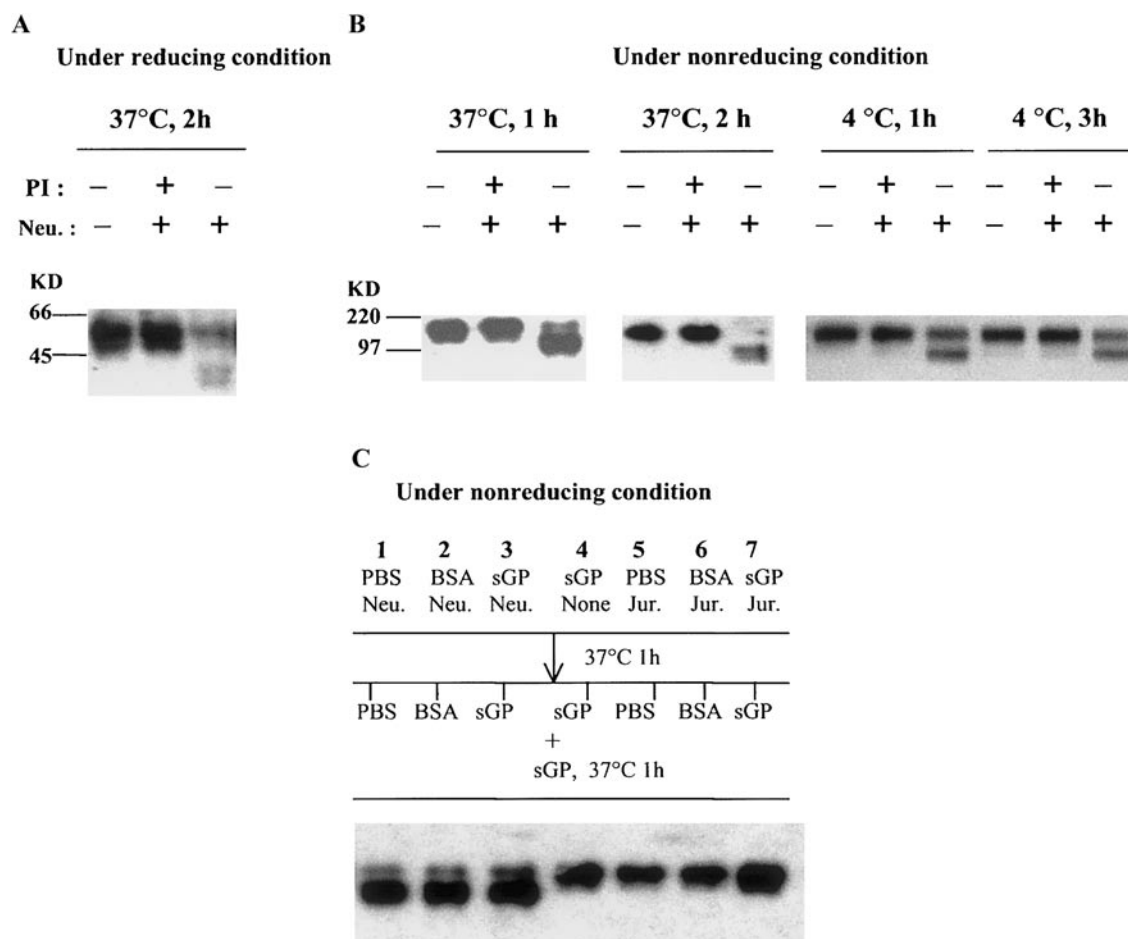 A
Under reducing condition
37°C, 2h
PI : – + –
Neu. : – + +
KD
66
45
B
Under nonreducing condition
37°C, 1 h 37°C, 2 h 4 °C, 1h 4 °C, 3h
– + – – + – – + – – + –
– + + – + + – + + – + +
KD
220
97
C
Under nonreducing condition
1 2 3 4 5 6 7
PBS BSA sGP sGP PBS BSA sGP
Neu. Neu. Neu. None Jur. Jur. Jur.
37°C 1h
PBS BSA sGP sGP PBS BSA sGP
+
sGP, 37°C 1h